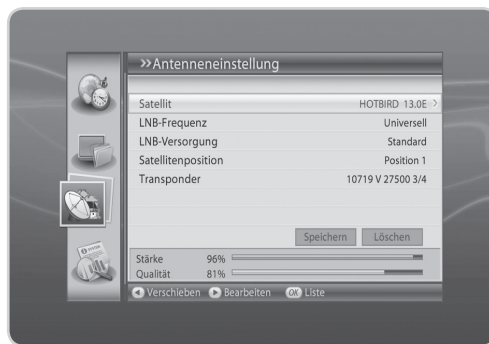 >>Antenneneinstellung
Satellit HOTBIRD 13.0E >
LNB-Frequenz Universell
LNB-Versorgung Standard
Satellitenposition Position 1
Transponder 10719 V 27500 3/4
Speichern Löschen
Stärke 96%
Qualität 81%
Verschieben Bearbeiten OK Liste